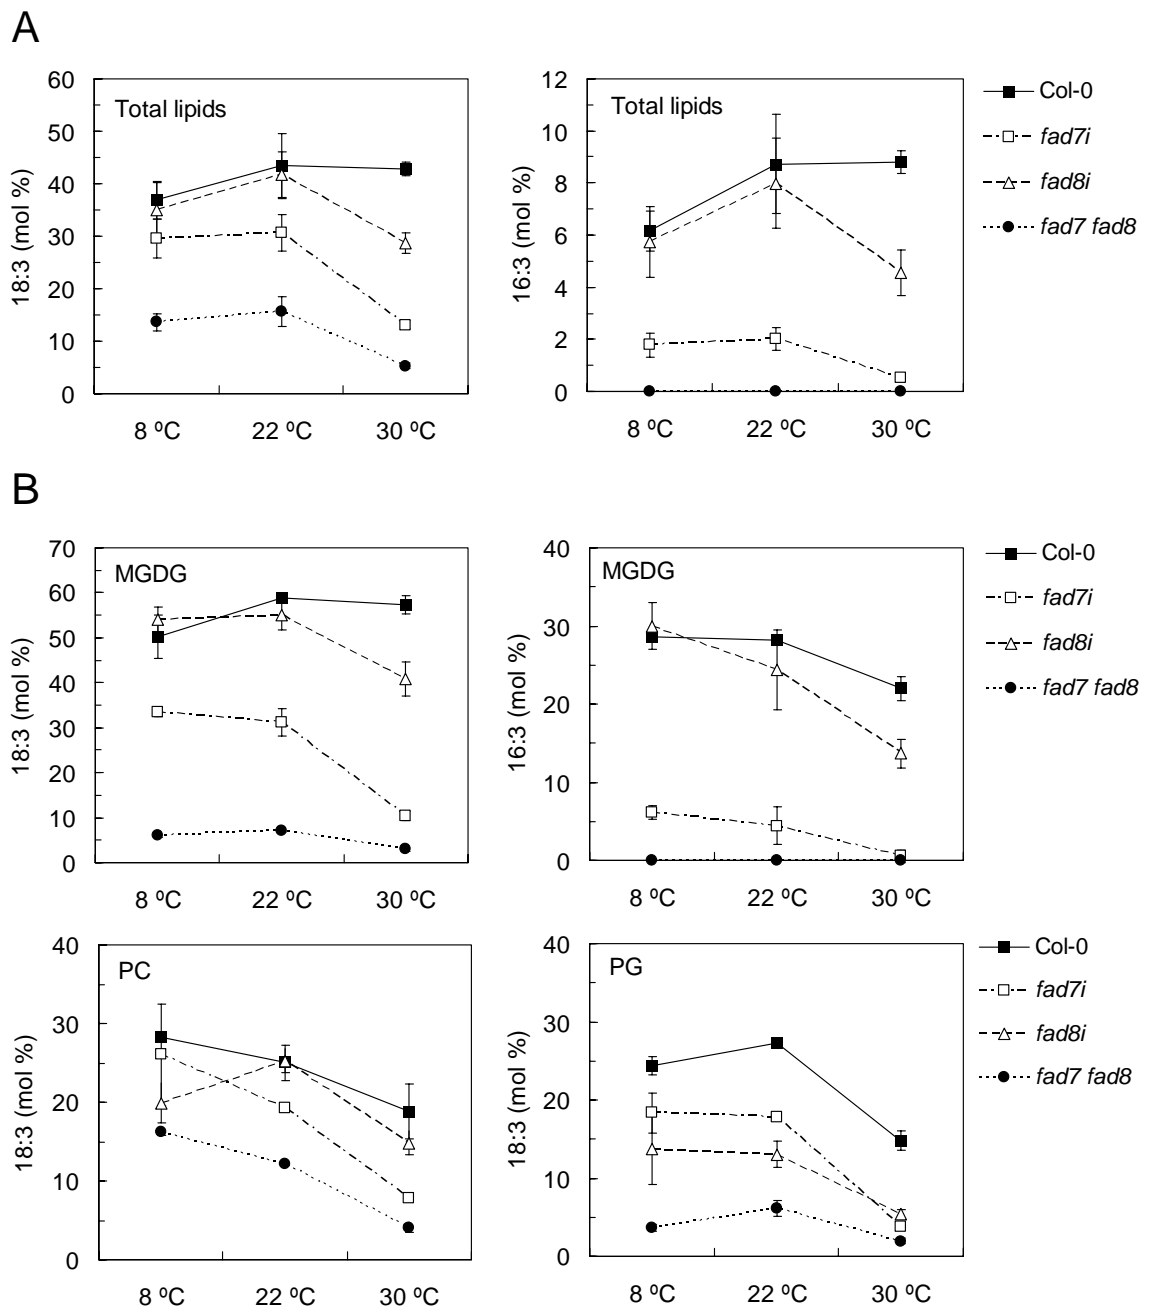 A
Total lipids
18:3 (mol %)
60
50
40
30
20
10
0
8 ºC 22 ºC 30 ºC
Total lipids
16:3 (mol %)
12
10
8
6
4
2
0
8 ºC 22 ºC 30 ºC
Col-0
fad7i
fad8i
fad7 fad8
B
MGDG
18:3 (mol %)
70
60
50
40
30
20
10
0
8 ºC 22 ºC 30 ºC
MGDG
16:3 (mol %)
40
30
20
10
0
8 ºC 22 ºC 30 ºC
Col-0
fad7i
fad8i
fad7 fad8
PC
18:3 (mol %)
40
30
20
10
0
8 ºC 22 ºC 30 ºC
PG
18:3 (mol %)
40
30
20
10
0
8 ºC 22 ºC 30 ºC
Col-0
fad7i
fad8i
fad7 fad8